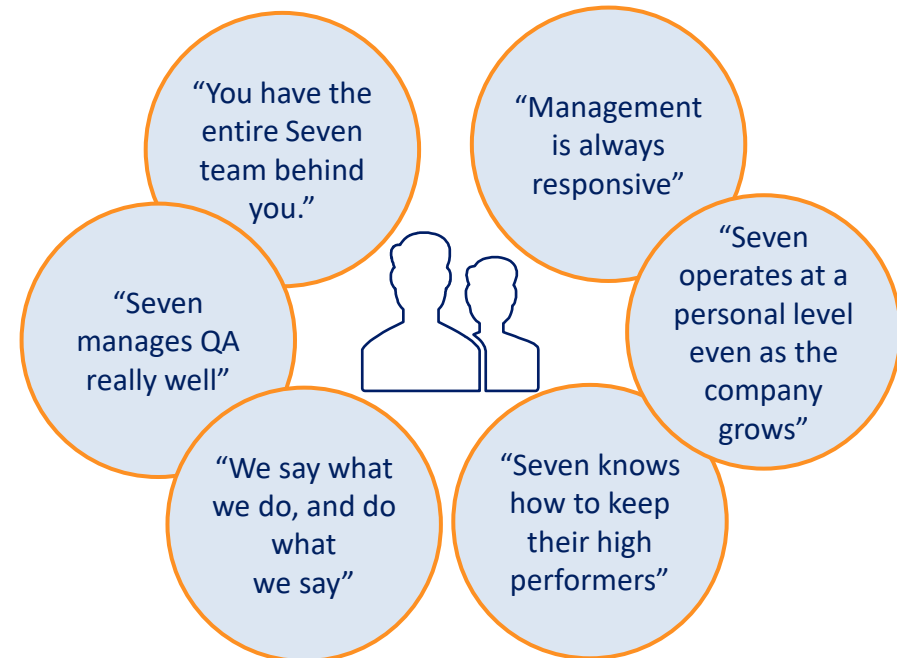 “You have the
entire Seven
team behind
you.”
“Management
is always
responsive”
“Seven
operates at a
personal level
even as the
company
grows”
“Seven
manages QA
really well”
“We say what
we do, and do
what
we say”
“Seven knows
how to keep
their high
performers”